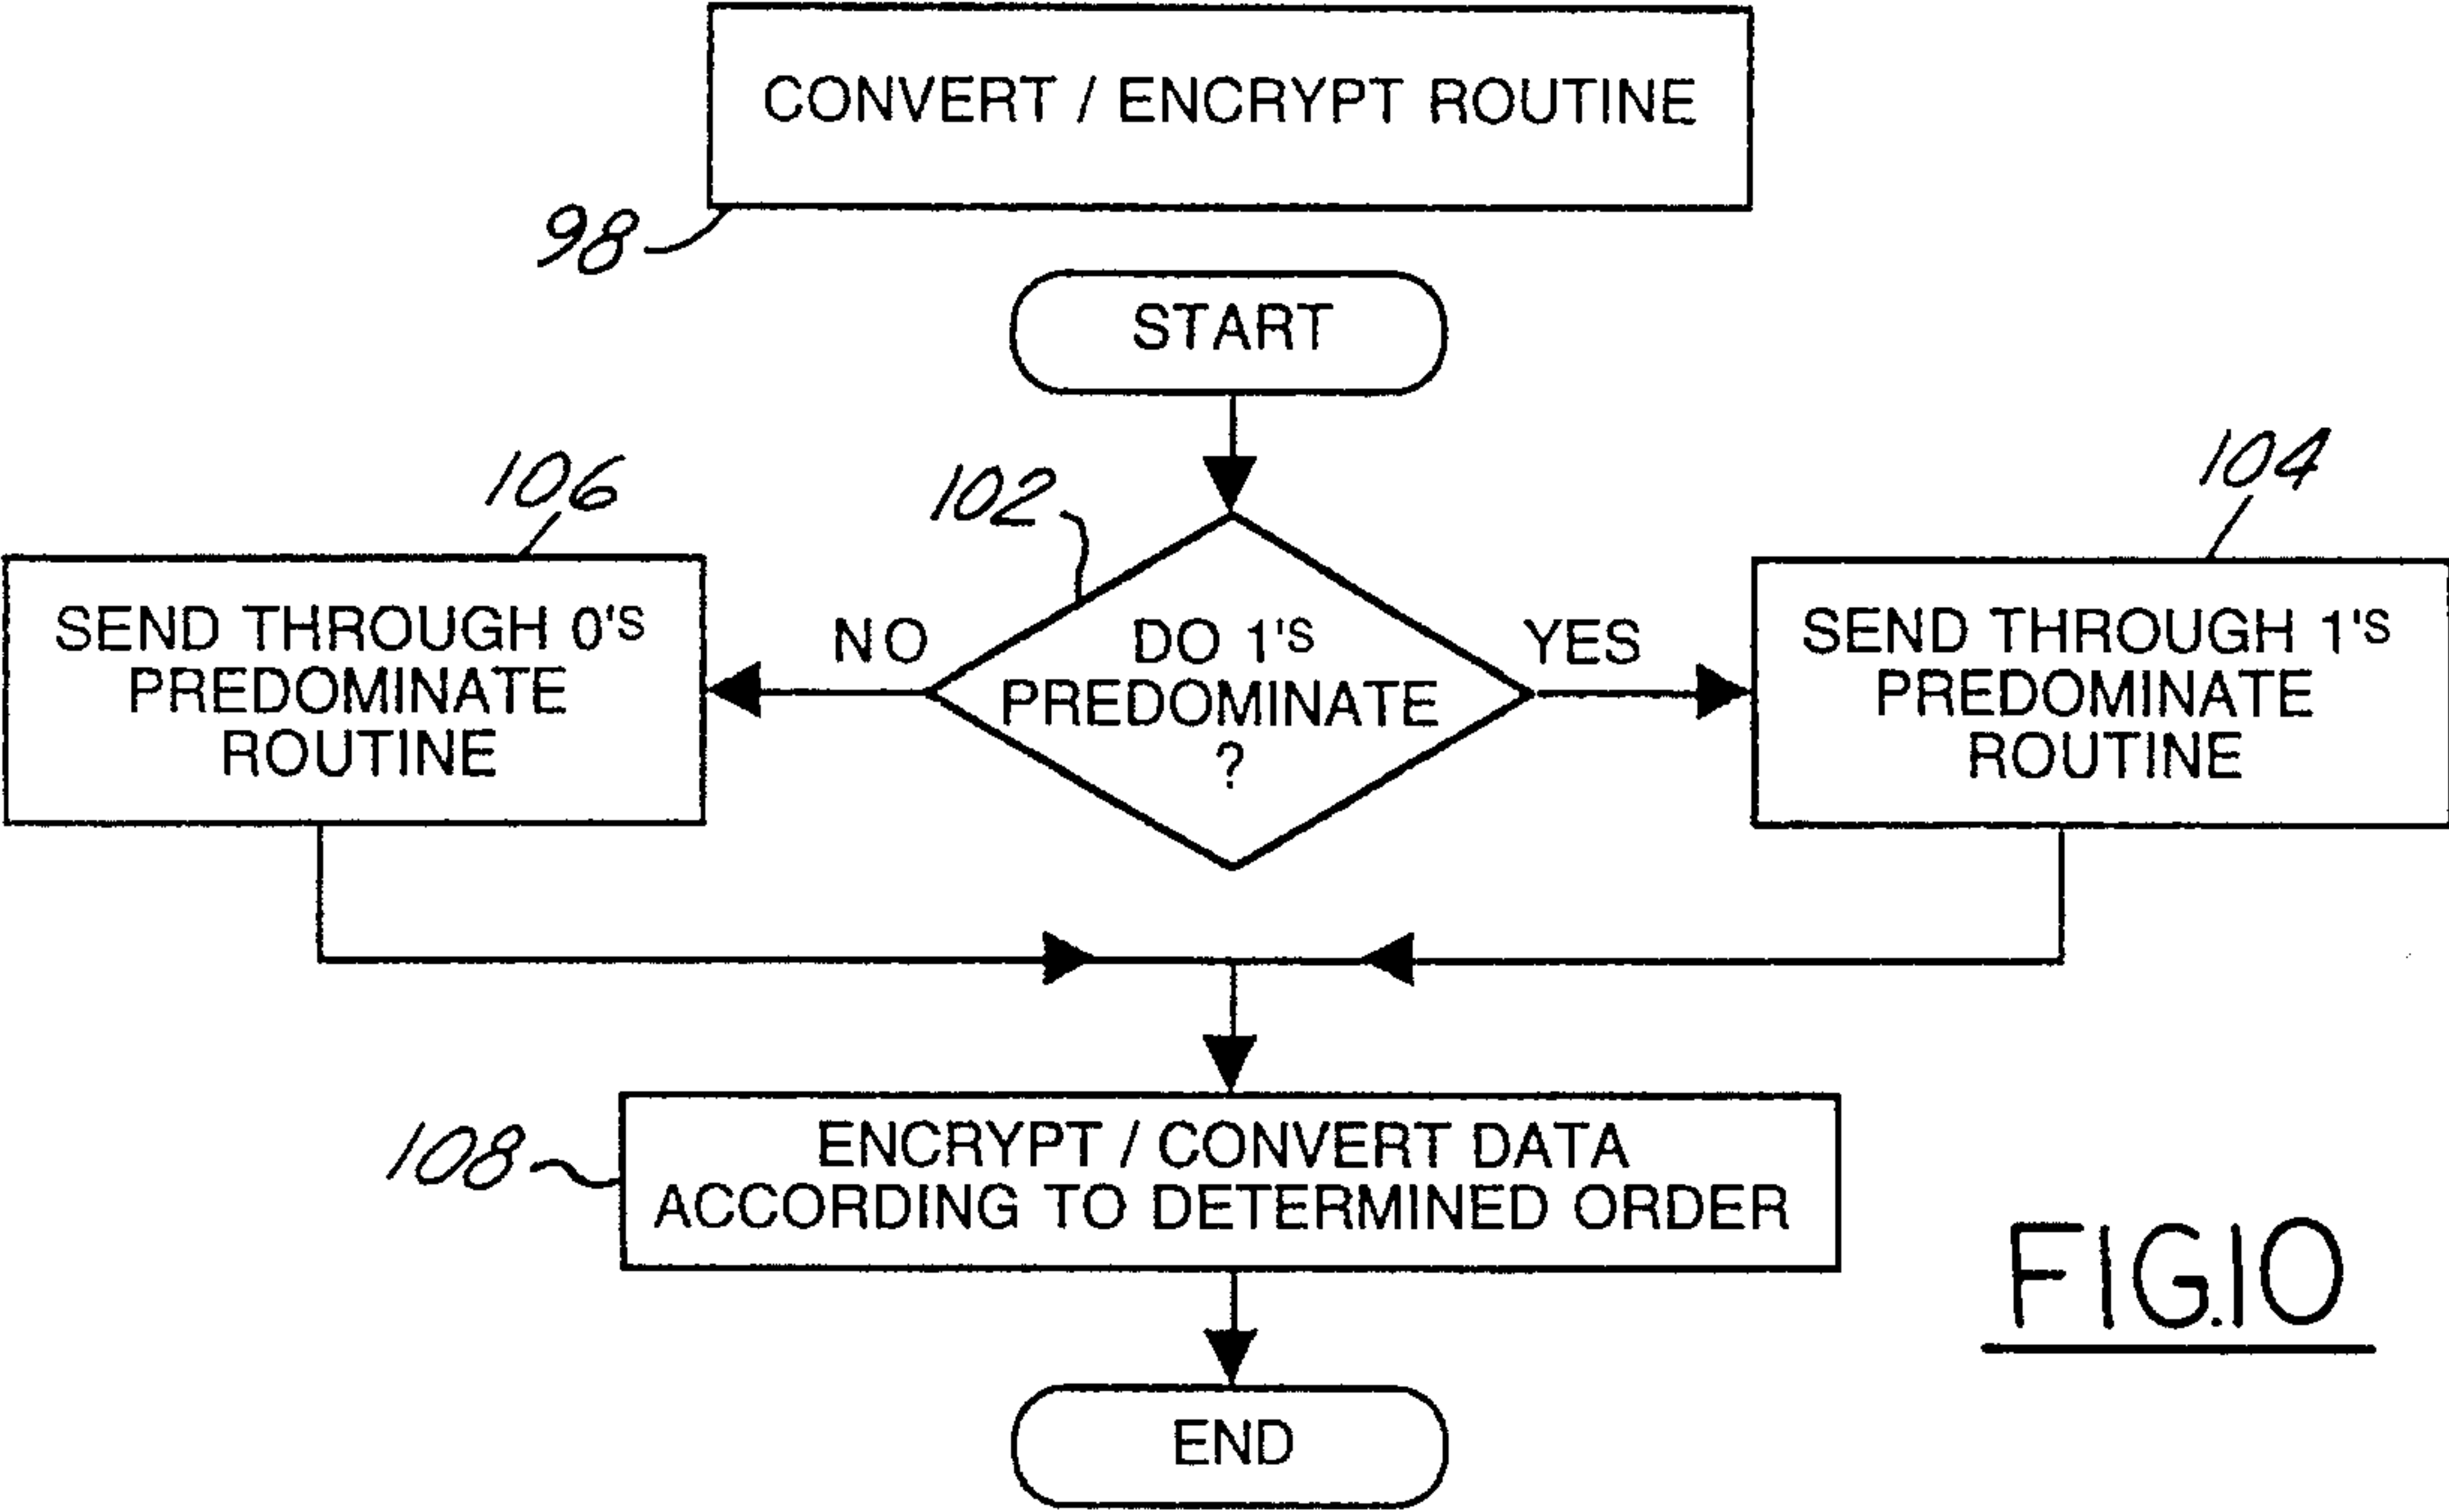 CONVERT / ENCRYPT ROUTINE
98
START
106
102
104
SEND THROUGH 0'S
PREDOMINATE
ROUTINE
NO
DO 1'S
PREDOMINATE
?
YES
SEND THROUGH 1'S
PREDOMINATE
ROUTINE
108
ENCRYPT / CONVERT DATA
ACCORDING TO DETERMINED ORDER
END
FIG.10